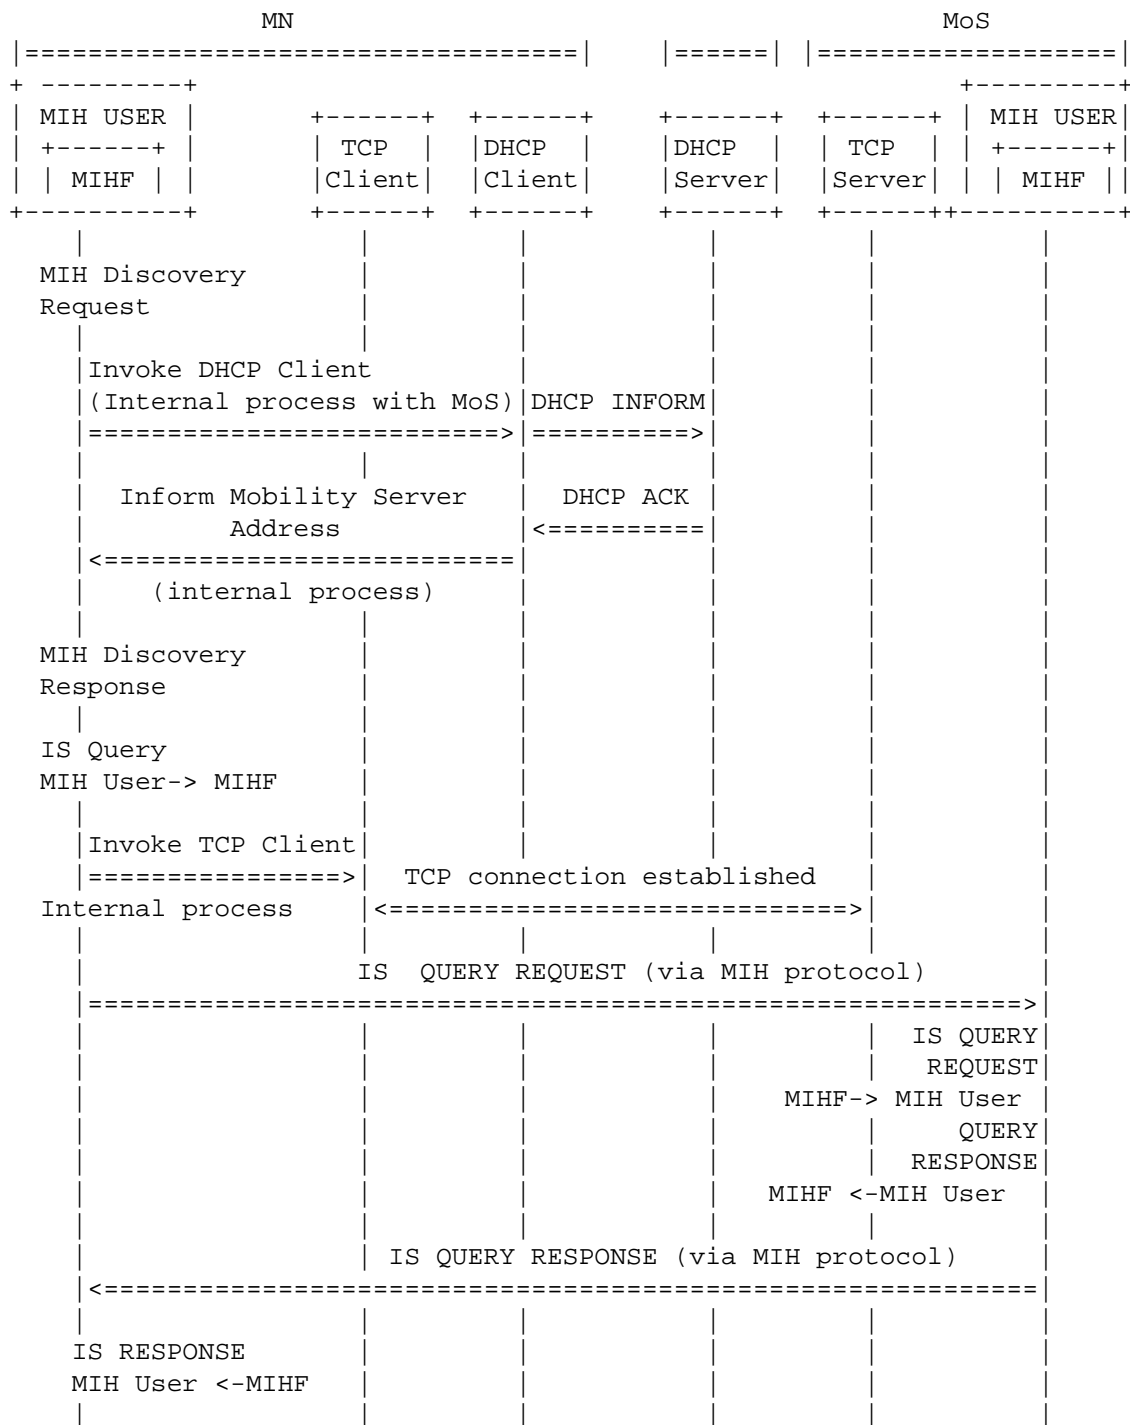 MN MoS
|===================================| |======| |===================|
+ ---------+ +---------+
| MIH USER | +------+ +------+ +------+ +------+ | MIH USER|
| +------+ | | TCP | |DHCP | |DHCP | | TCP | | +------+|
| | MIHF | | |Client| |Client| |Server| |Server| | | MIHF ||
+----------+ +------+ +------+ +------+ +------++----------+
| | | | | |
MIH Discovery | | | | |
Request | | | | |
| | | | | |
|Invoke DHCP Client | | | |
|(Internal process with MoS)|DHCP INFORM| | |
|==========================>|==========>| | |
| | | | | |
| Inform Mobility Server | DHCP ACK | | |
| Address |<==========| | |
|<==========================| | | |
| (internal process) | | | |
| | | | | |
MIH Discovery | | | | |
Response | | | | |
| | | | | |
IS Query | | | | |
MIH User-> MIHF | | | | |
| | | | | |
|Invoke TCP Client| | | | |
|================>| TCP connection established | |
Internal process |<=============================>| |
| | | | | |
| IS QUERY REQUEST (via MIH protocol) |
|===========================================================>|
| | | | | IS QUERY|
| | | | | REQUEST|
| | | | MIHF-> MIH User |
| | | | | QUERY|
| | | | | RESPONSE|
| | | | MIHF <-MIH User |
| | | | | |
| | IS QUERY RESPONSE (via MIH protocol) |
|<===========================================================|
| | | | | |
IS RESPONSE | | | | |
MIH User <-MIHF | | | | |
| | | | | |